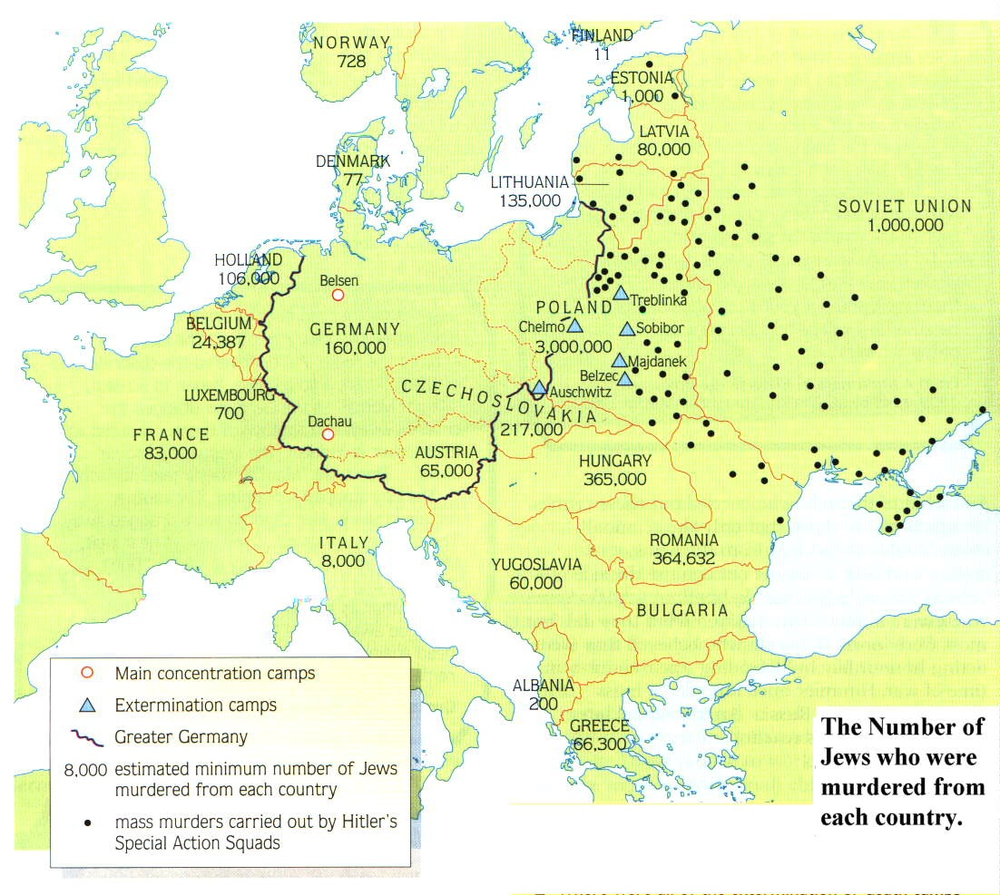 NORWAY
728
FINLAND
11
ESTONIA
1,000
LATVIA
80,000
DENMARK
77
LITHUANIA
135,000
SOVIET UNION
1,000,000
HOLLAND
106,000
Belsen
POLAND
Treblinka
BELGIUM
24,387
GERMANY
160,000
Chelmo
Sobibor
3,000,000
Majdanek
Belzec
Auschwitz
LUXEMBOURG
700
CZECHOSLOVAKIA
217,000
Dachau
FRANCE
83,000
AUSTRIA
65,000
HUNGARY
365,000
ITALY
8,000
ROMANIA
364,632
YUGOSLAVIA
60,000
BULGARIA
ALBANIA
200
GREECE
66,300
Main concentration camps
Extermination camps
Greater Germany
8,000 estimated minimum number of Jews
murdered from each country
mass murders carried out by Hitler's
Special Action Squads
The Number of
Jews who were
murdered from
each country.